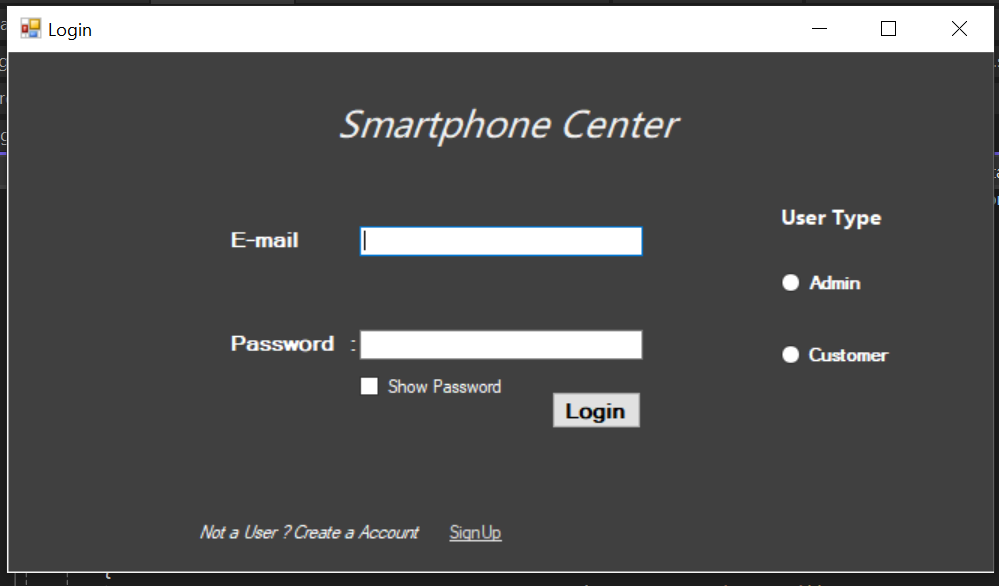 Login
Smartphone Center
User Type
E-mail
Admin
Password :
Customer
Show Password
Login
Not a User ? Create a Account SignUp